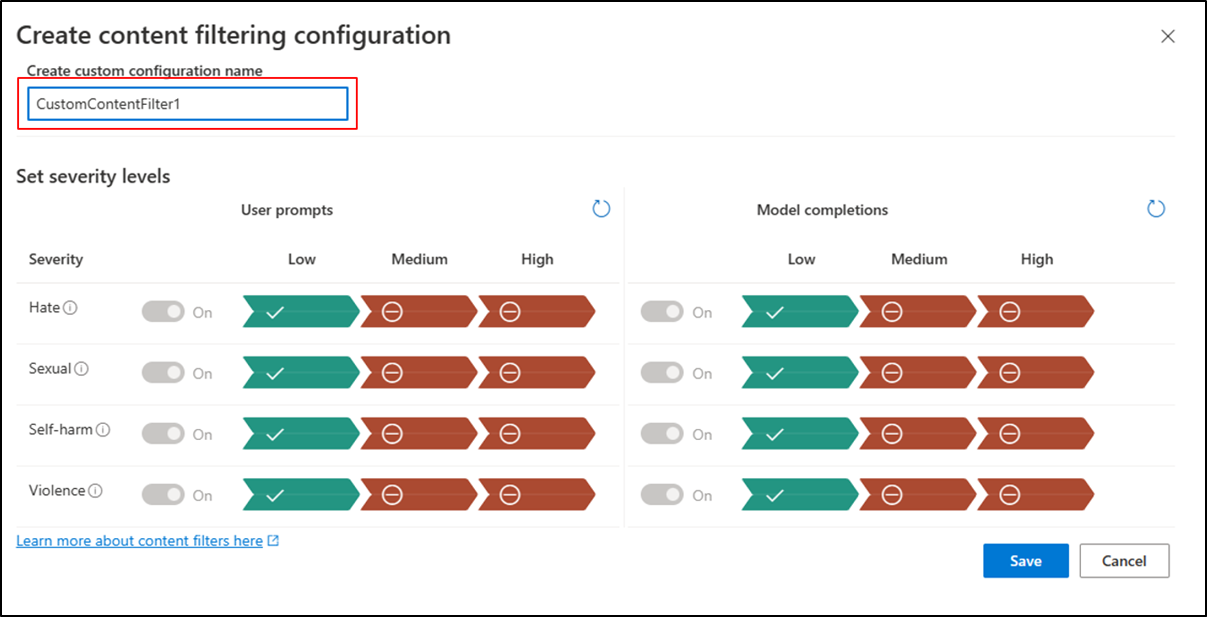 Create content filtering configuration
Create custom configuration name
CustomContentFilter1
Set severity levels
User prompts
Model completions
Severity Low Medium High Low Medium High
Hate On On
Sexual On On
Self-harm On On
Violence On On
Learn more about content filters here
Save Cancel